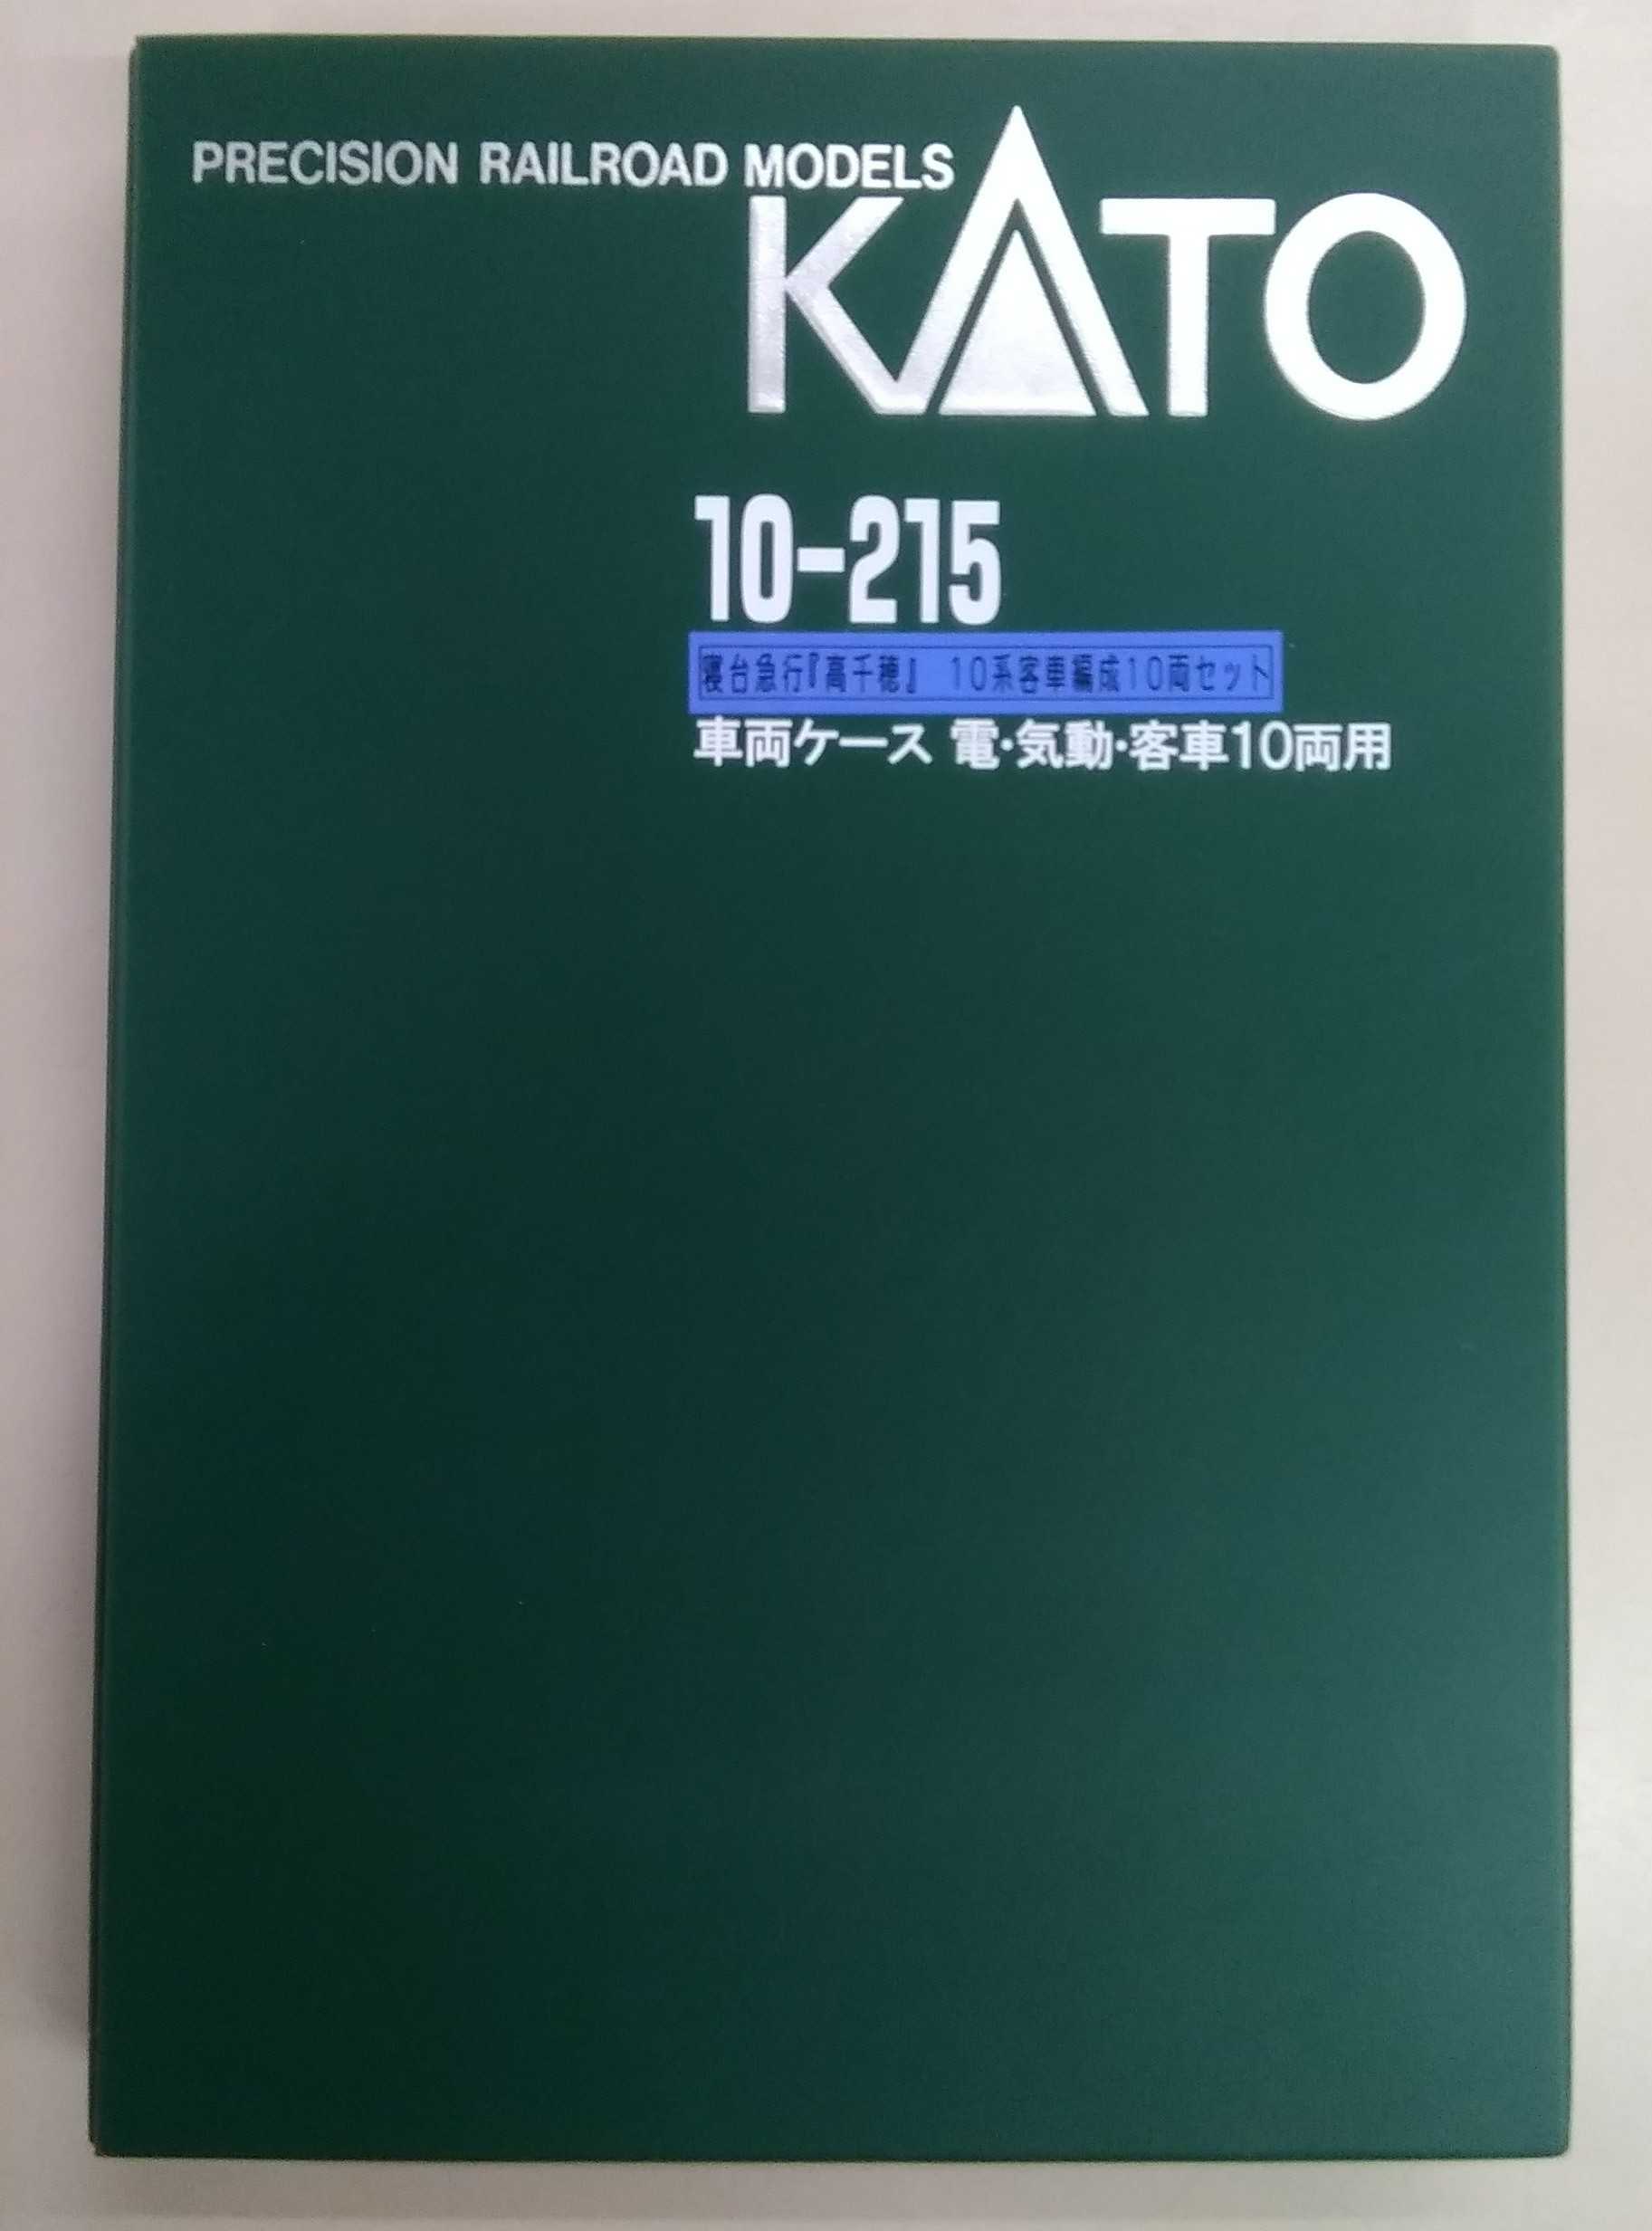 PRECISION RAILROAD MODELS
KATO
10-215
寝台急行『高千穂』 10系客車編成10両セット
車両ケース 電・気動・客車10両用